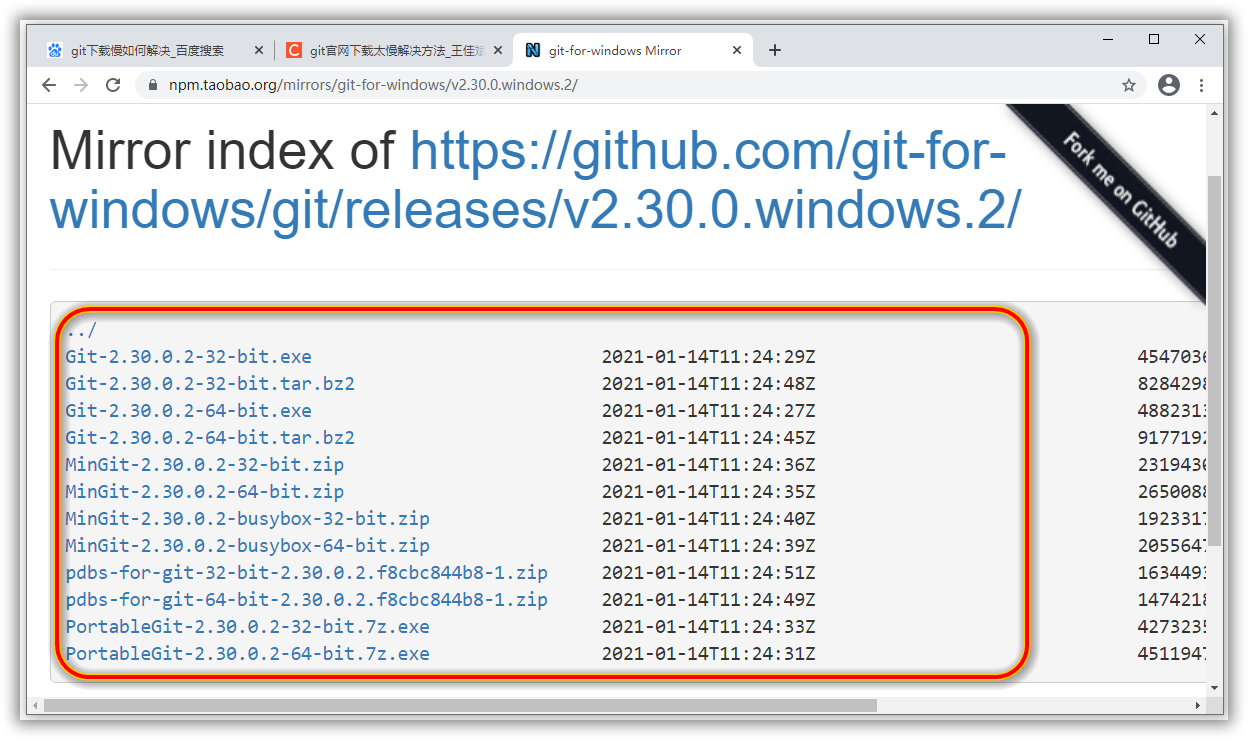 git下载慢如何解决_百度搜索
git官网下载太慢解决方法_王佳斌
git-for-windows Mirror
npm.taobao.org/mirrors/git-for-windows/v2.30.0.windows.2/
Mirror index of https://github.com/git-for-
windows/git/releases/v2.30.0.windows.2/
Fork me on GitHub
../
Git-2.30.0.2-32-bit.exe 2021-01-14T11:24:29Z 4547036
Git-2.30.0.2-32-bit.tar.bz2 2021-01-14T11:24:48Z 8284298
Git-2.30.0.2-64-bit.exe 2021-01-14T11:24:27Z 4882313
Git-2.30.0.2-64-bit.tar.bz2 2021-01-14T11:24:45Z 9177192
MinGit-2.30.0.2-32-bit.zip 2021-01-14T11:24:36Z 2319430
MinGit-2.30.0.2-64-bit.zip 2021-01-14T11:24:35Z 2650088
MinGit-2.30.0.2-busybox-32-bit.zip 2021-01-14T11:24:40Z 1923317
MinGit-2.30.0.2-busybox-64-bit.zip 2021-01-14T11:24:39Z 2055647
pdbs-for-git-32-bit-2.30.0.2.f8cbc844b8-1.zip 2021-01-14T11:24:51Z 1634493
pdbs-for-git-64-bit-2.30.0.2.f8cbc844b8-1.zip 2021-01-14T11:24:49Z 1474218
PortableGit-2.30.0.2-32-bit.7z.exe 2021-01-14T11:24:33Z 4273235
PortableGit-2.30.0.2-64-bit.7z.exe 2021-01-14T11:24:31Z 4511947